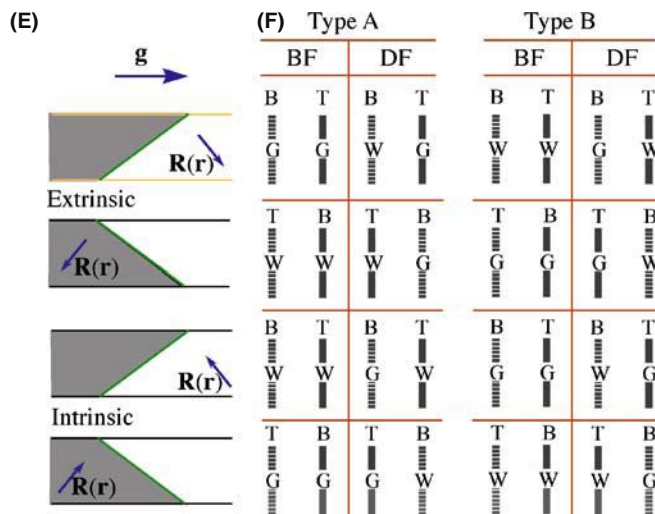 (E)
g
R(r)
Extrinsic
R(r)
R(r)
Intrinsic
R(r)
(F)
Type A Type B
BF DF BF DF
B T B T B T B T
G G W G W W G W
T B T B T B T B
W W W G G G G W
B T B T B T B T
W W G W G G W G
T B T B T B T B
G G G W W W W G